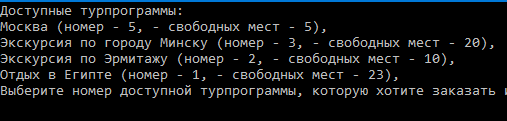 Доступные турпрограммы:
Москва (номер - 5, - свободных мест - 5),
Экскурсия по городу Минску (номер - 3, - свободных мест - 20),
Экскурсия по Эрмитажу (номер - 2, - свободных мест - 10),
Отдых в Египте (номер - 1, - свободных мест - 23),
Выберите номер доступной турпрограммы, которую хотите заказать и